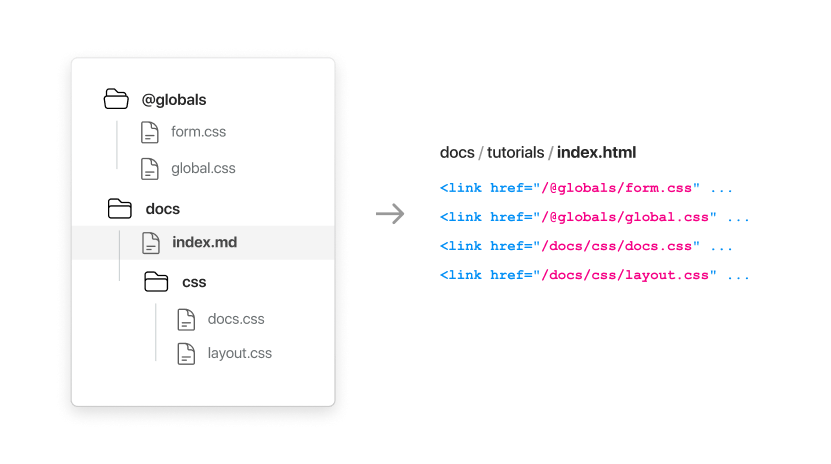 @globals
form.css
global.css
docs
index.md
css
docs.css
layout.css
docs / tutorials / index.html
<link href="/@globals/form.css" ...
<link href="/@globals/global.css" ...
<link href="/docs/css/docs.css" ...
<link href="/docs/css/layout.css" ...